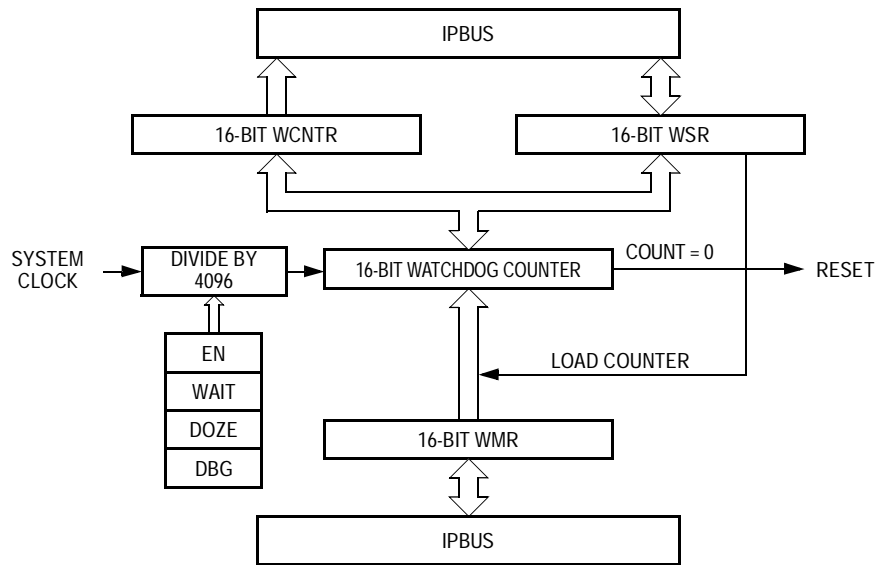 IPBUS
16-BIT WCNTR
16-BIT WSR
SYSTEM
CLOCK
DIVIDE BY
4096
16-BIT WATCHDOG COUNTER
COUNT = 0
RESET
EN
WAIT
DOZE
DBG
LOAD COUNTER
16-BIT WMR
IPBUS